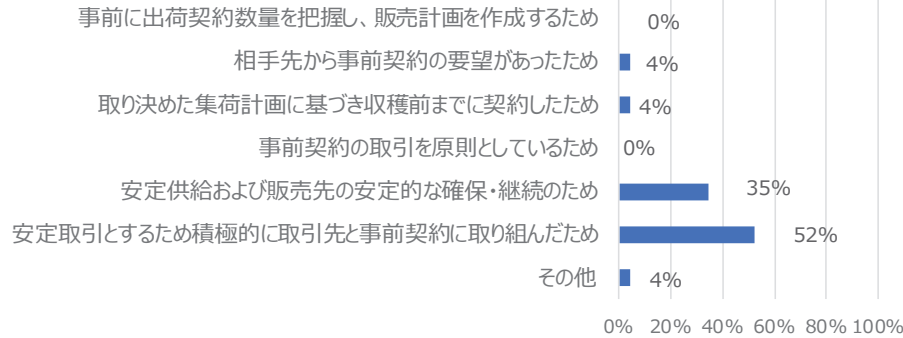 事前に出荷契約数量を把握し、販売計画を作成するため 0%
相手先から事前契約の要望があったため 4%
取り決めた集荷計画に基づき収穫前までに契約したため 4%
事前契約の取引を原則としているため 0%
安定供給および販売先の安定的な確保・継続のため 35%
安定取引とするため積極的に取引先と事前契約に取り組んだため 52%
その他 4%
0% 20% 40% 60% 80% 100%